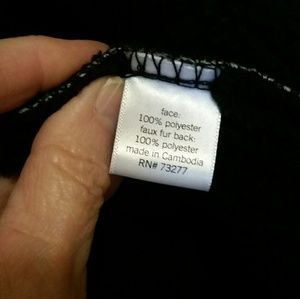 face:
100% polyester
faux fur back:
100% polyester
made in Cambodia
RN# 73277